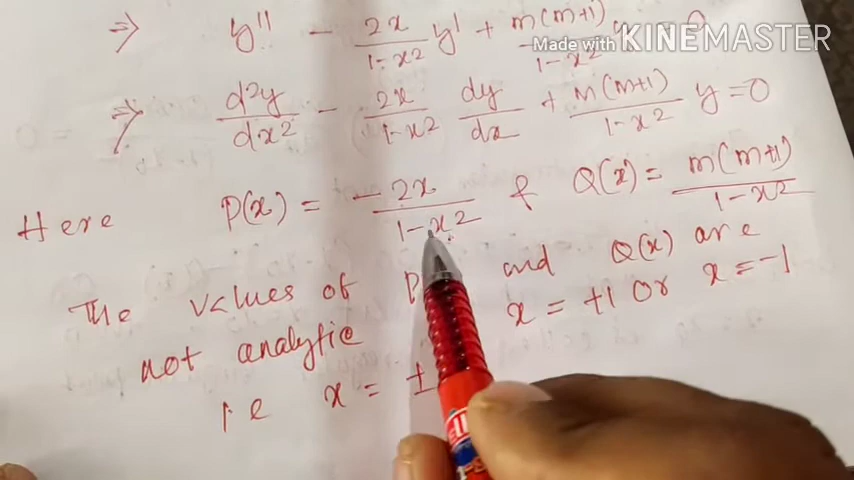 ⇒ y'' - 2x/1-x² y' + m(m+1)/1-x² = 0
Made with KINEMASTER
⇒ d²y/dx² - 2x/1-x² dy/dx + m(m+1)/1-x² y = 0
Here P(x) = -2x/1-x² & Q(x) = m(m+1)/1-x²
The values of and Q(x) are
not analytic x = +1 or x = -1
i.e x = ±